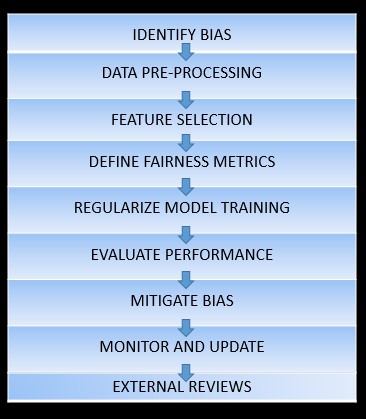 IDENTIFY BIAS
DATA PRE-PROCESSING
FEATURE SELECTION
DEFINE FAIRNESS METRICS
REGULARIZE MODEL TRAINING
EVALUATE PERFORMANCE
MITIGATE BIAS
MONITOR AND UPDATE
EXTERNAL REVIEWS